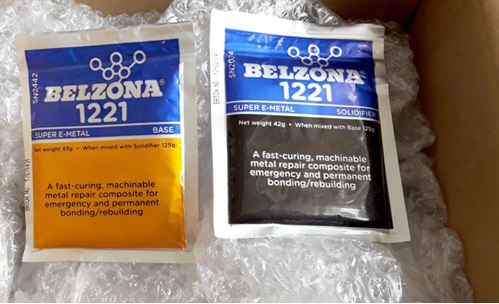 SN2442
BELZONA®
1221
SUPER E-METAL BASE
Net weight 83g • When mixed with Solidifier 125g
A fast-curing, machinable
metal repair composite for
emergency and permanent
bonding/rebuilding
SN2024
BELZONA®
1221
SUPER E-METAL SOLIDIFIER
Net weight 42g • When mixed with Base 125g
A fast-curing, machinable
metal repair composite for
emergency and permanent
bonding/rebuilding